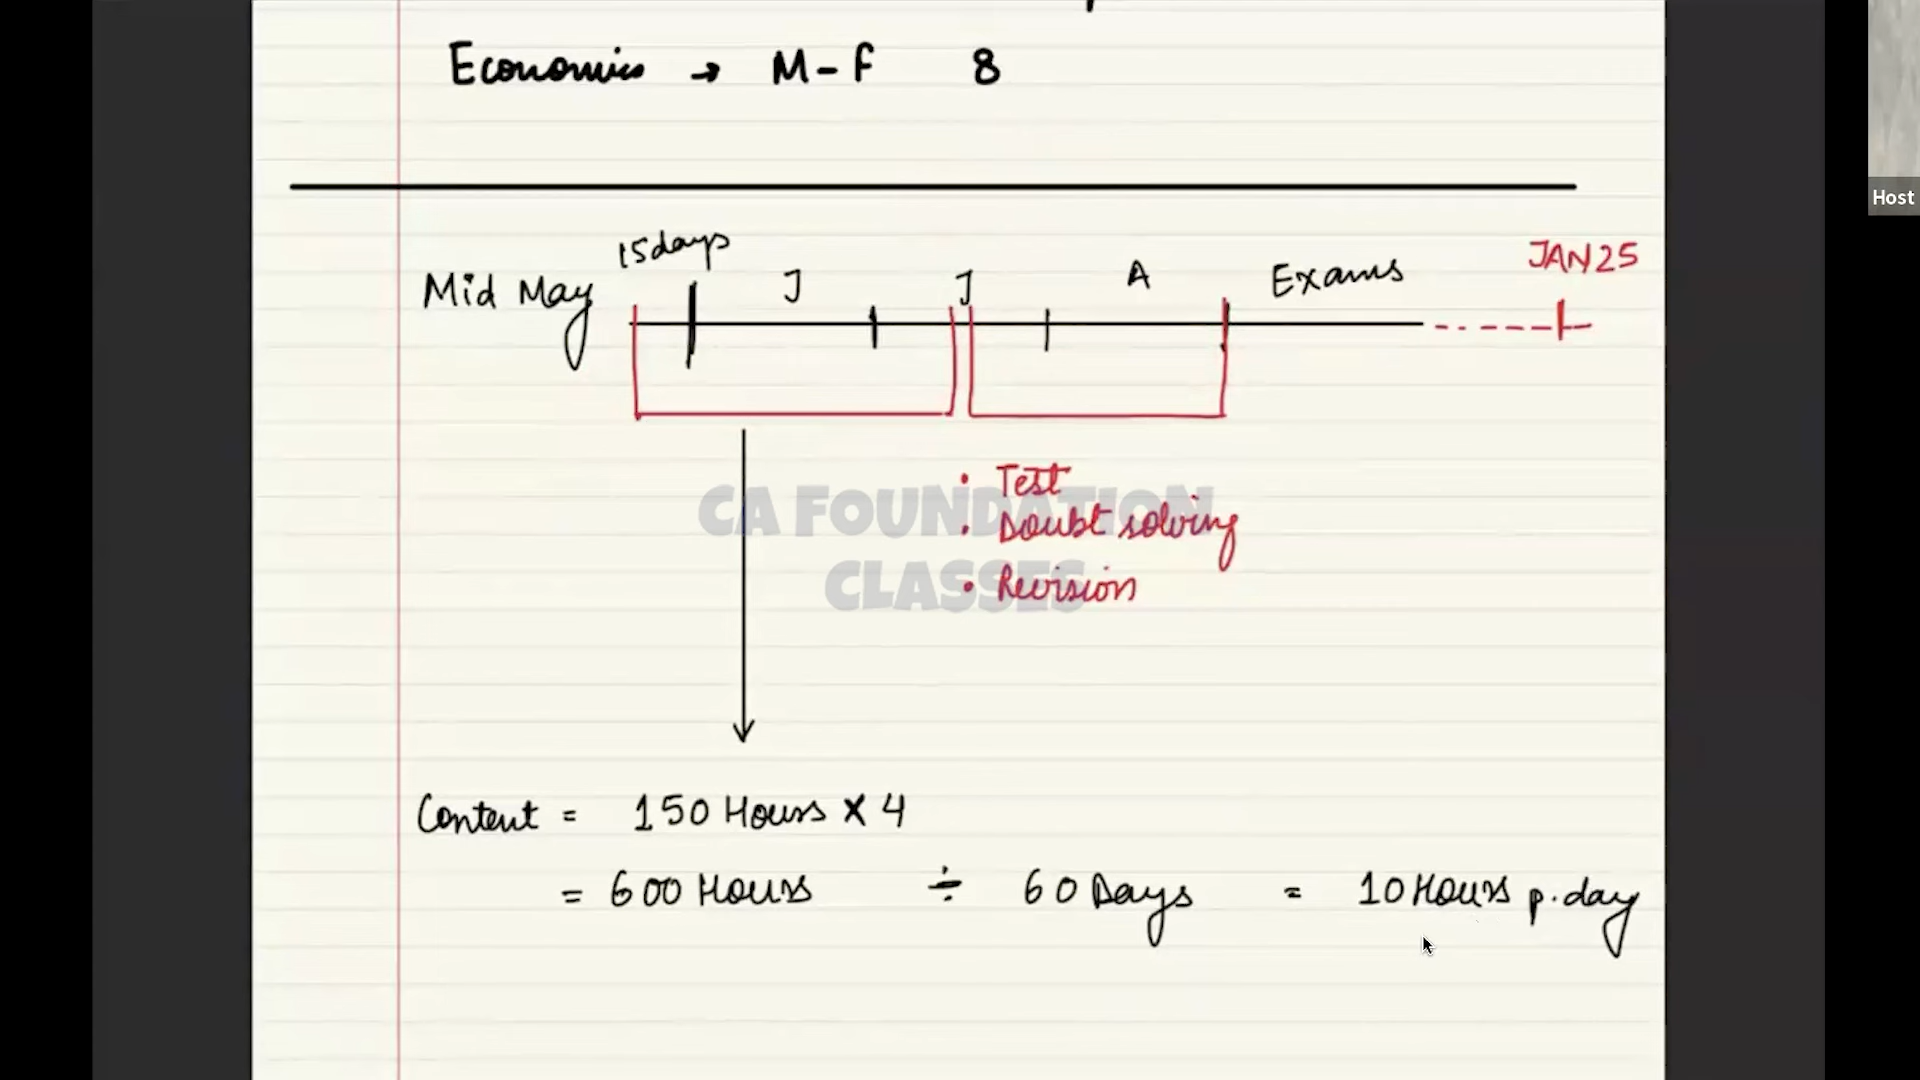 Economics → M-F 8
15days
Mid May J J A Exams JAN25
CA FOUNDATION
CLASSES
• Test
• Doubt solving
• Revision
Content = 150 Hours X 4
= 600 Hours ÷ 60 Days = 10 Hours p.day
Host